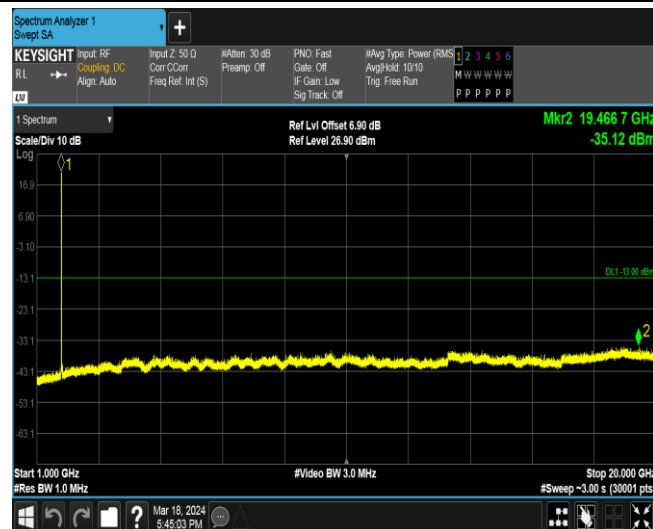 Spectrum Analyzer 1
Swept SA
+
KEYSIGHT
RL
LXI
Input: RF
Coupling: DC
Align: Auto
Input Z: 50 Ω
Corr CCorr
Freq Ref: Int (S)
#Atten: 30 dB
Preamp: Off
PNO: Fast
Gate: Off
IF Gain: Low
Sig Track: Off
#Avg Type: Power (RMS
Avg|Hold: 10/10
Trig: Free Run
1 2 3 4 5 6
M W W W W W
P P P P P P
1 Spectrum
Scale/Div 10 dB
Log
Ref Lvl Offset 6.90 dB
Ref Level 26.90 dBm
Mkr2 19.466 7 GHz
-35.12 dBm
1
16.9
6.90
-3.10
-13.1
DL1 -13.00 dBm
-23.1
-33.1
2
-43.1
-53.1
-63.1
Start 1.000 GHz
#Res BW 1.0 MHz
#Video BW 3.0 MHz
Stop 20.000 GHz
#Sweep ~3.00 s (30001 pts
?
Mar 18, 2024
5:45:03 PM